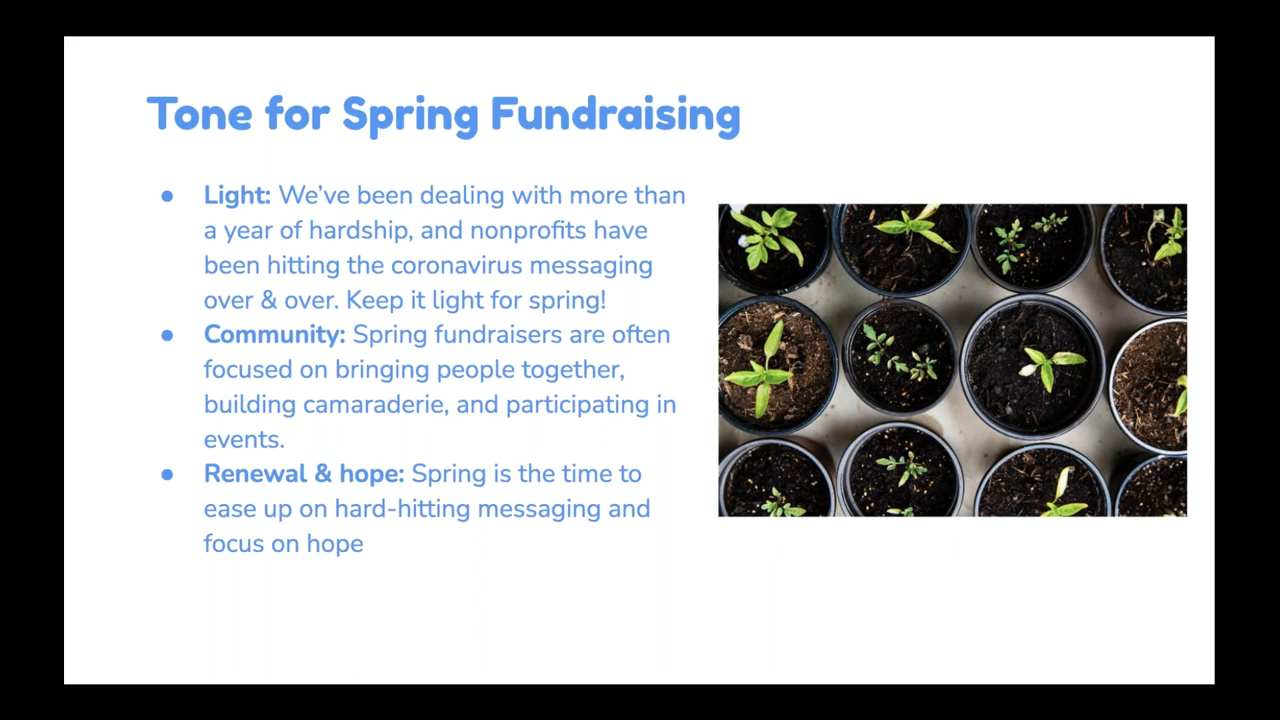 Tone for Spring Fundraising
● Light: We’ve been dealing with more than
a year of hardship, and nonprofits have
been hitting the coronavirus messaging
over & over. Keep it light for spring!
● Community: Spring fundraisers are often
focused on bringing people together,
building camaraderie, and participating in
events.
● Renewal & hope: Spring is the time to
ease up on hard-hitting messaging and
focus on hope